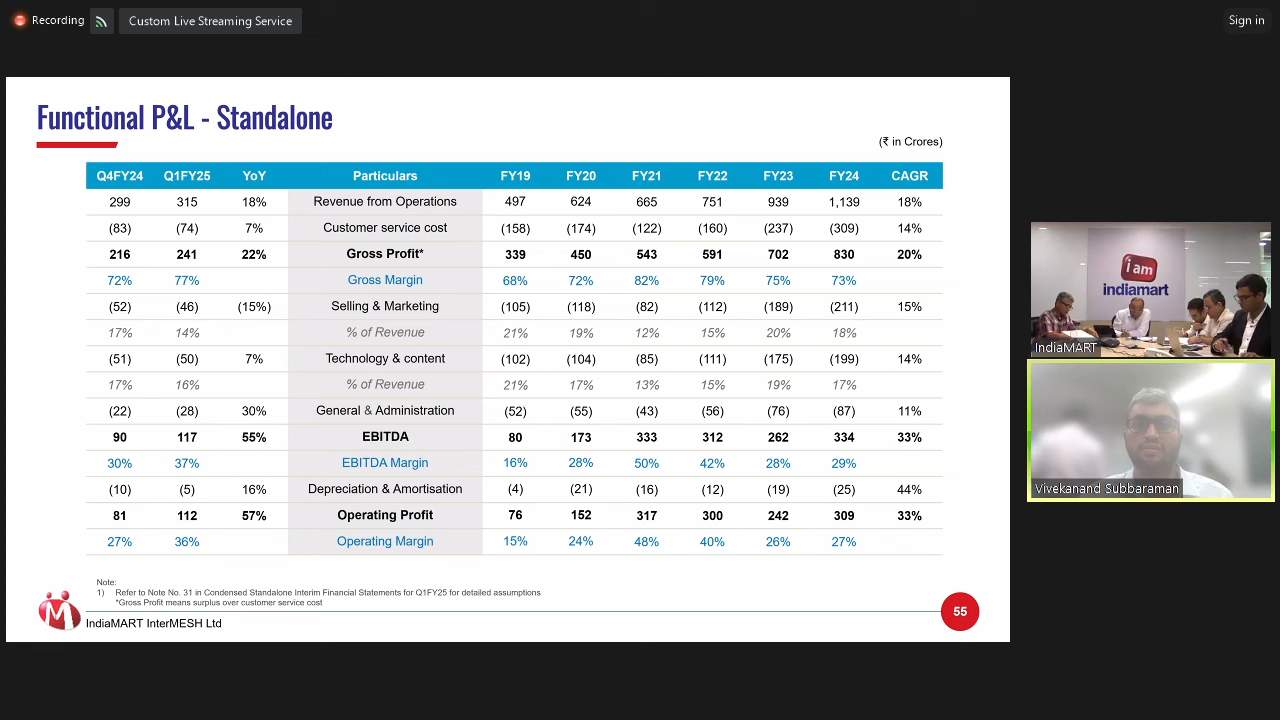 Recording
Custom Live Streaming Service
Sign in
Functional P&L - Standalone
(₹ in Crores)
Q4FY24 Q1FY25 YoY Particulars FY19 FY20 FY21 FY22 FY23 FY24 CAGR
299 315 18% Revenue from Operations 497 624 665 751 939 1,139 18%
(83) (74) 7% Customer service cost (158) (174) (122) (160) (237) (309) 14%
216 241 22% Gross Profit* 339 450 543 591 702 830 20%
72% 77% Gross Margin 68% 72% 82% 79% 75% 73%
(52) (46) (15%) Selling & Marketing (105) (118) (82) (112) (189) (211) 15%
17% 14% % of Revenue 21% 19% 12% 15% 20% 18%
(51) (50) 7% Technology & content (102) (104) (85) (111) (175) (199) 14%
17% 16% % of Revenue 21% 17% 13% 15% 19% 17%
(22) (28) 30% General & Administration (52) (55) (43) (56) (76) (87) 11%
90 117 55% EBITDA 80 173 333 312 262 334 33%
30% 37% EBITDA Margin 16% 28% 50% 42% 28% 29%
(10) (5) 16% Depreciation & Amortisation (4) (21) (16) (12) (19) (25) 44%
81 112 57% Operating Profit 76 152 317 300 242 309 33%
27% 36% Operating Margin 15% 24% 48% 40% 26% 27%
Note:
1) Refer to Note No. 31 in Condensed Standalone Interim Financial Statements for Q1FY25 for detailed assumptions
*Gross Profit means surplus over customer service cost
IndiaMART InterMESH Ltd
55
i am
indiamart
IndiaMART
Vivekanand Subbaraman